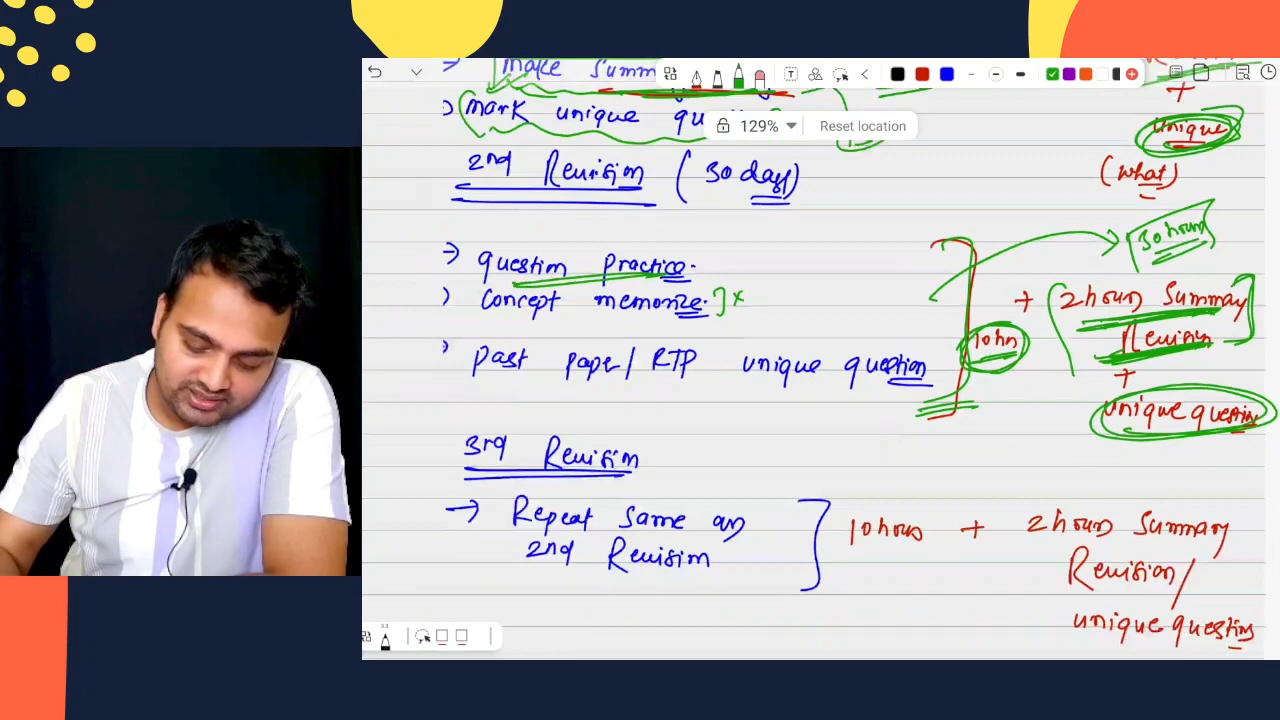 make Summ
mark unique qu
129%
Reset location
+
unique
(what)
2nd Revision (30 days)
30 hours
question practice.
concept memorize.] x
Past paper/ RTP unique question
10 hr
+ 2 hours Summary
Revision
+
unique question
3rd Revision
→ Repeat same as
2nd Revision
10 hours + 2 hours Summary
Revision/
unique questions